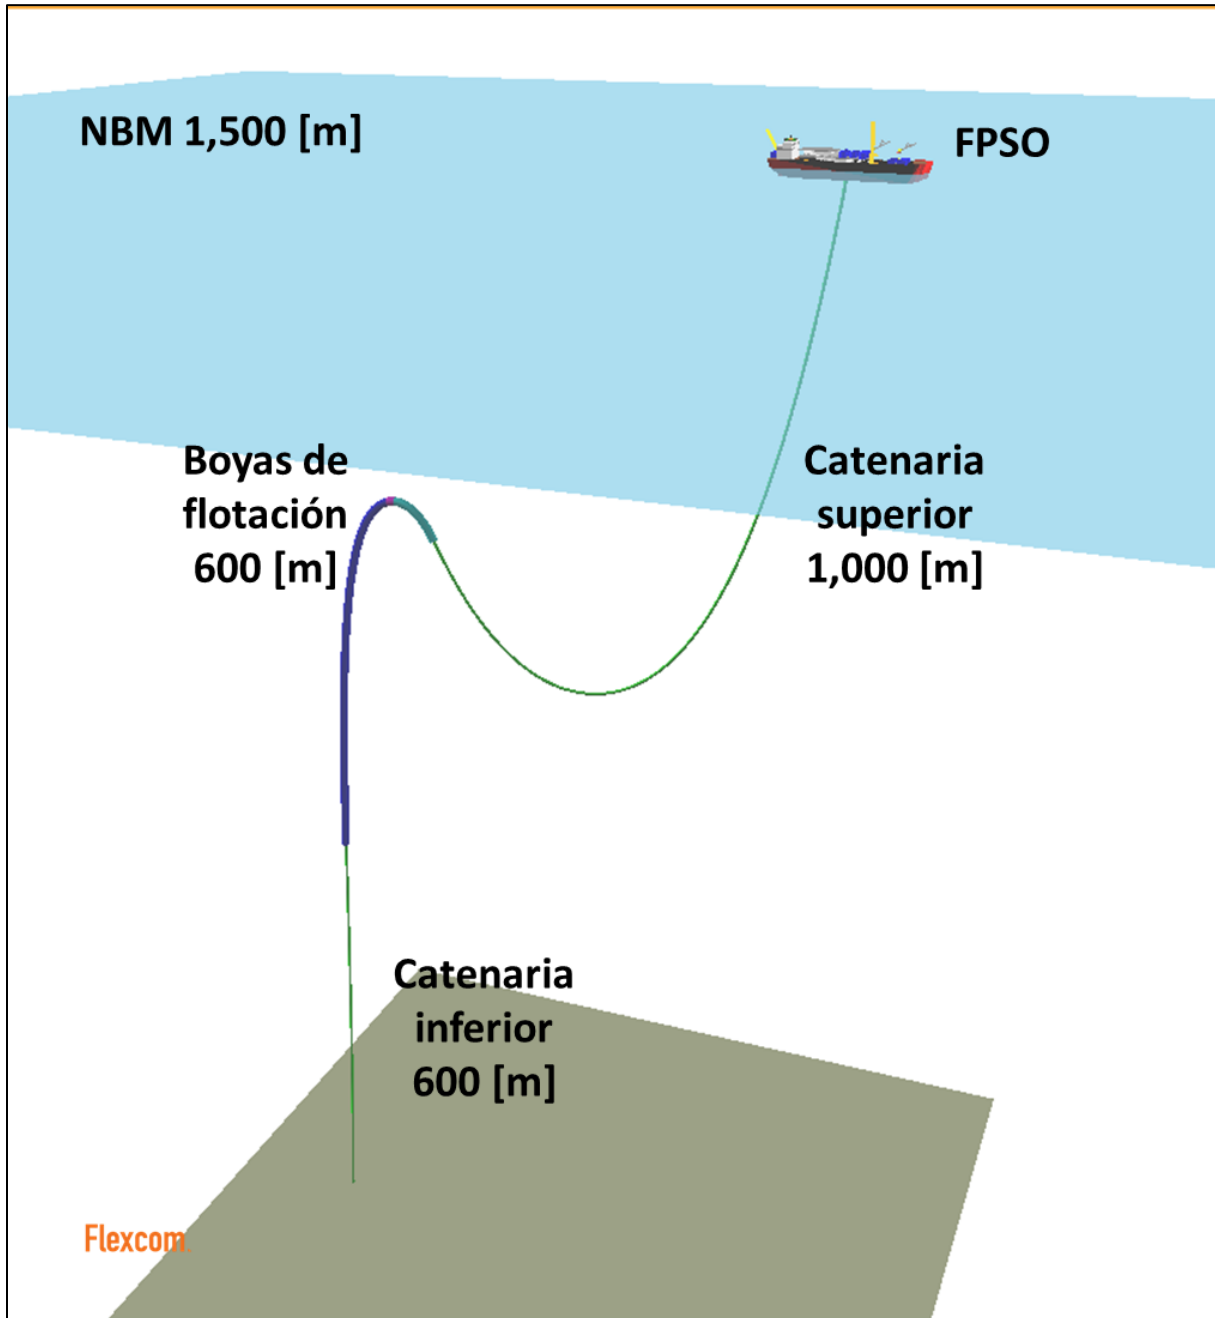 NBM 1,500 [m]
FPSO
Boyas de
flotación
600 [m]
Catenaria
superior
1,000 [m]
Catenaria
inferior
600 [m]
Flexcom.